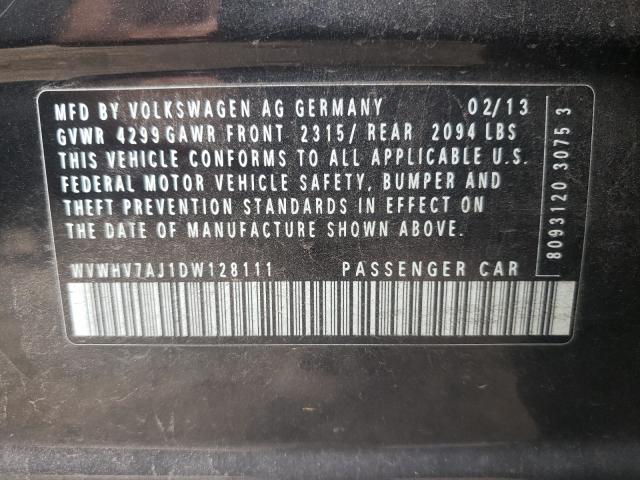 MFD BY VOLKSWAGEN AG GERMANY 02/13
GVWR 4299 GAWR FRONT 2315/ REAR 2094 LBS
THIS VEHICLE CONFORMS TO ALL APPLICABLE U.S.
FEDERAL MOTOR VEHICLE SAFETY, BUMPER AND
THEFT PREVENTION STANDARDS IN EFFECT ON
THE DATE OF MANUFACTURE SHOWN ABOVE.
WVWHV7AJ1DW128111 PASSENGER CAR
8093120 3075 3